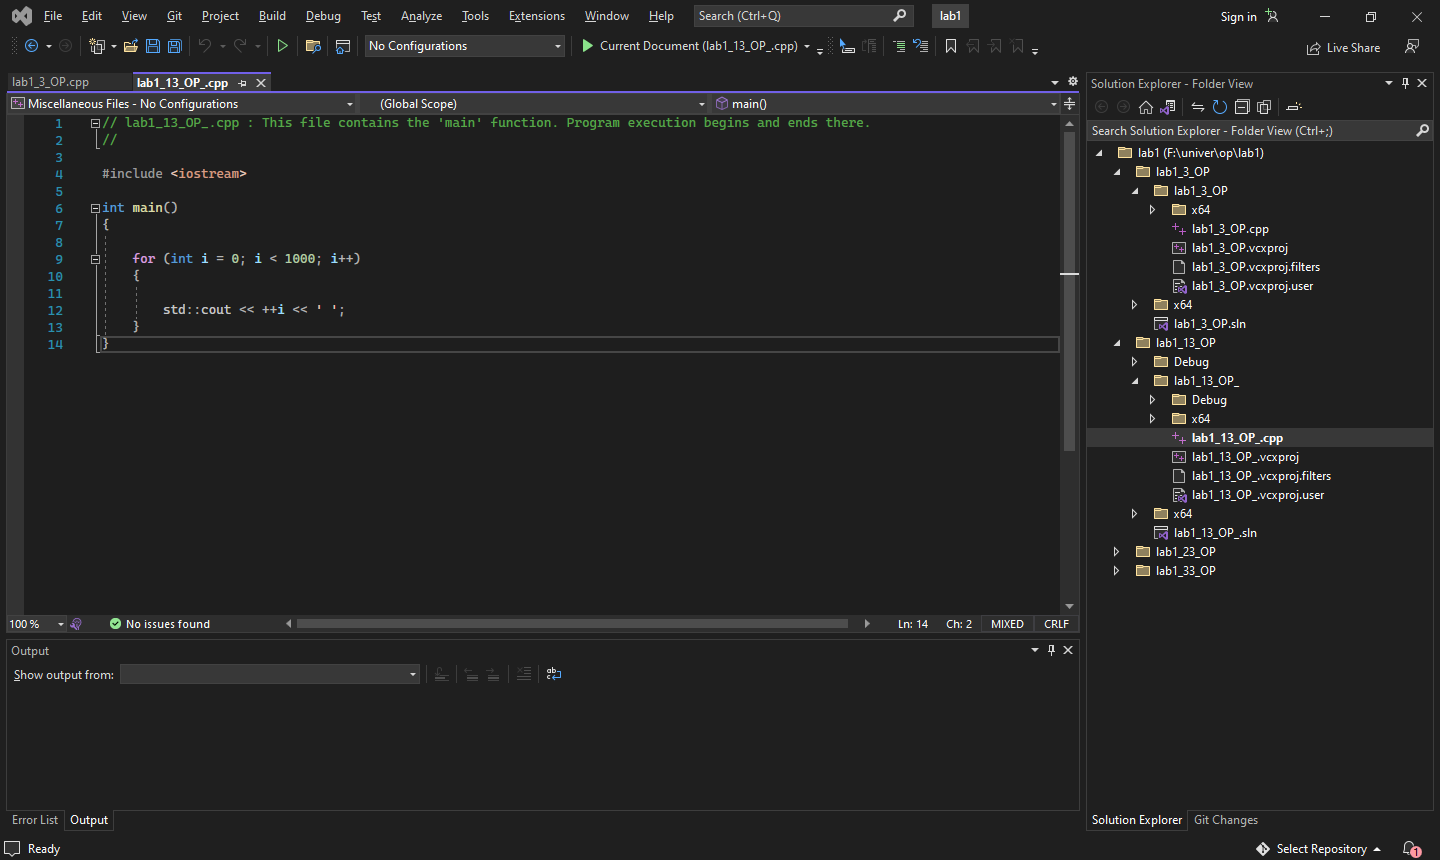 File Edit View Git Project Build Debug Test Analyze Tools Extensions Window Help Search (Ctrl+Q) lab1 Sign in
No Configurations Current Document (lab1_13_OP_.cpp) Live Share
lab1_3_OP.cpp lab1_13_OP_.cpp
Miscellaneous Files - No Configurations (Global Scope) main()
1 // lab1_13_OP_.cpp : This file contains the 'main' function. Program execution begins and ends there.
2 //
3
4 #include <iostream>
5
6 int main()
7 {
8
9 for (int i = 0; i < 1000; i++)
10 {
11
12 std::cout << ++i << ' ';
13 }
14 }
100 % No issues found Ln: 14 Ch: 2 MIXED CRLF
Output
Show output from:
ab
c
Error List Output
Solution Explorer - Folder View
Search Solution Explorer - Folder View (Ctrl+;)
lab1 (F:\univer\op\lab1)
lab1_3_OP
lab1_3_OP
x64
lab1_3_OP.cpp
lab1_3_OP.vcxproj
lab1_3_OP.vcxproj.filters
lab1_3_OP.vcxproj.user
x64
lab1_3_OP.sln
lab1_13_OP
Debug
lab1_13_OP_
Debug
x64
lab1_13_OP_.cpp
lab1_13_OP_.vcxproj
lab1_13_OP_.vcxproj.filters
lab1_13_OP_.vcxproj.user
x64
lab1_13_OP_.sln
lab1_23_OP
lab1_33_OP
Solution Explorer Git Changes
Ready Select Repository 1